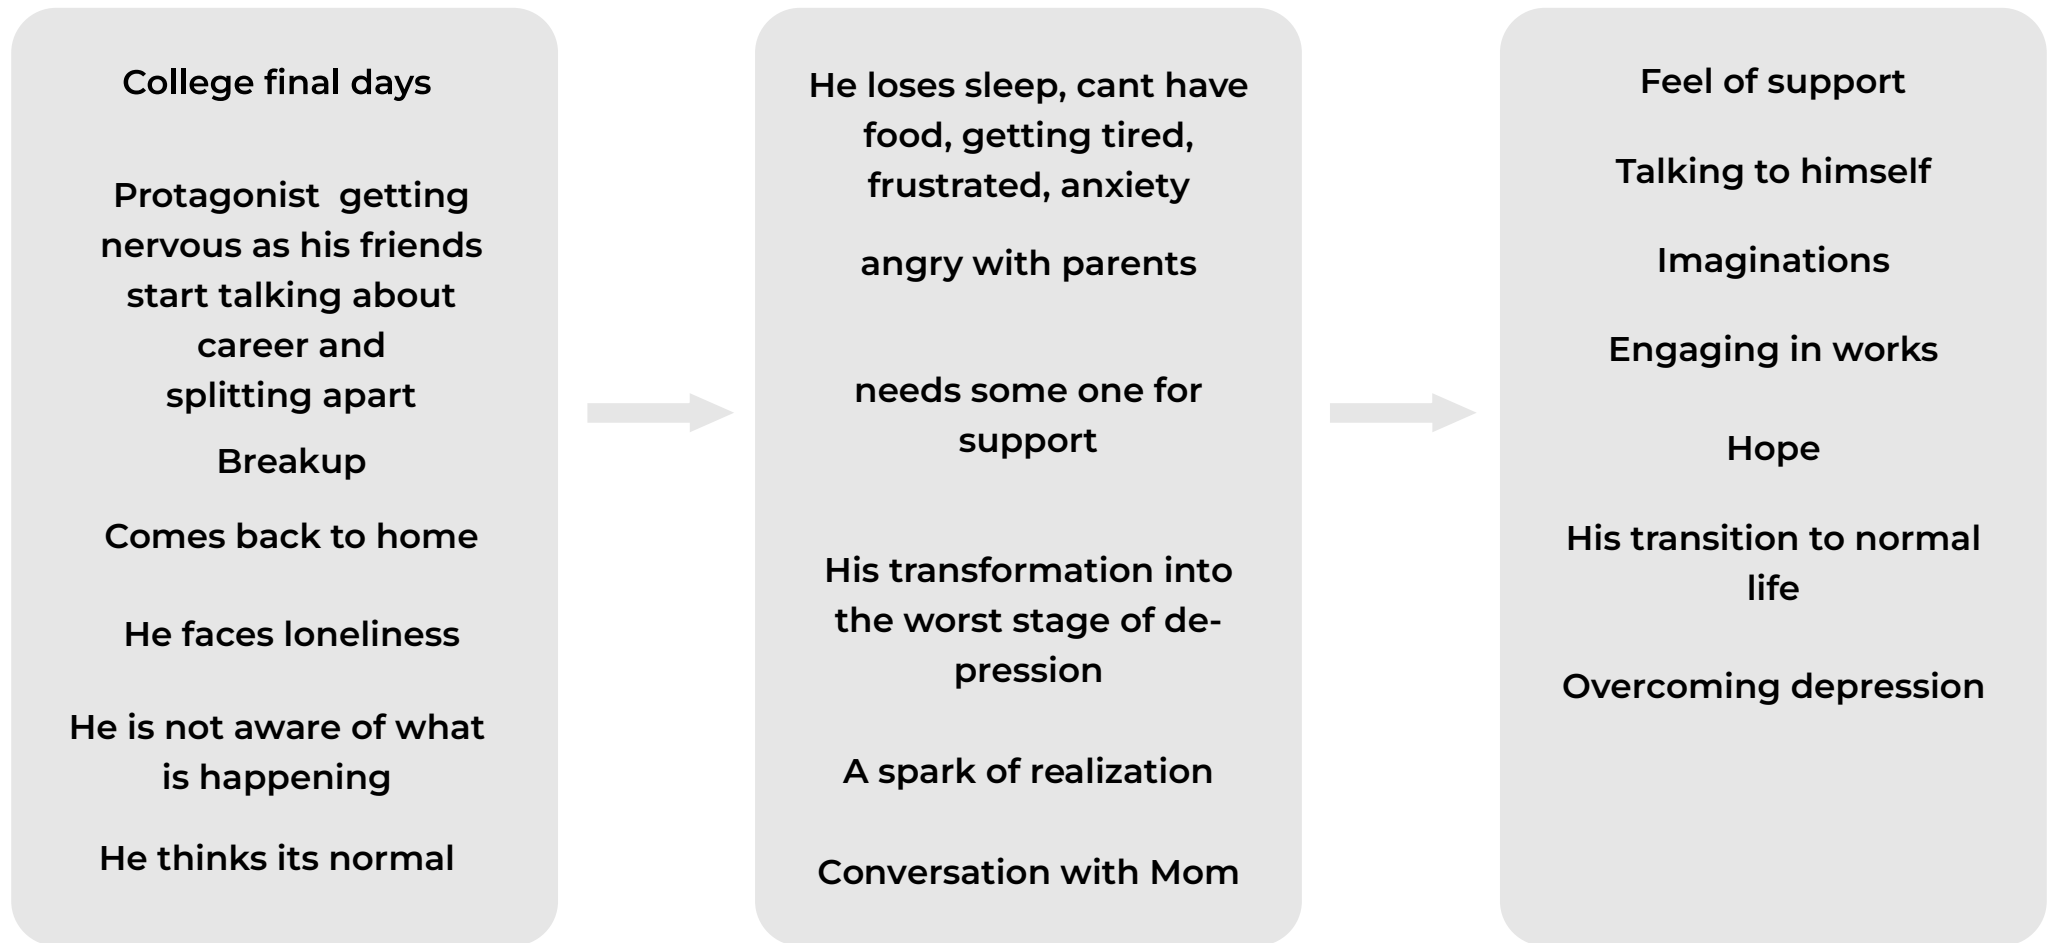 College final days
Protagonist  getting
nervous as his friends
start talking about
career and
splitting apart
Breakup
Comes back to home
He faces loneliness
He is not aware of what
is happening
He thinks its normal
He loses sleep, cant have
food, getting tired,
frustrated, anxiety
angry with parents
needs some one for
support
His transformation into
the worst stage of de-
pression
A spark of realization
Conversation with Mom
Feel of support
Talking to himself
Imaginations
Engaging in works
Hope
His transition to normal
life
Overcoming depression